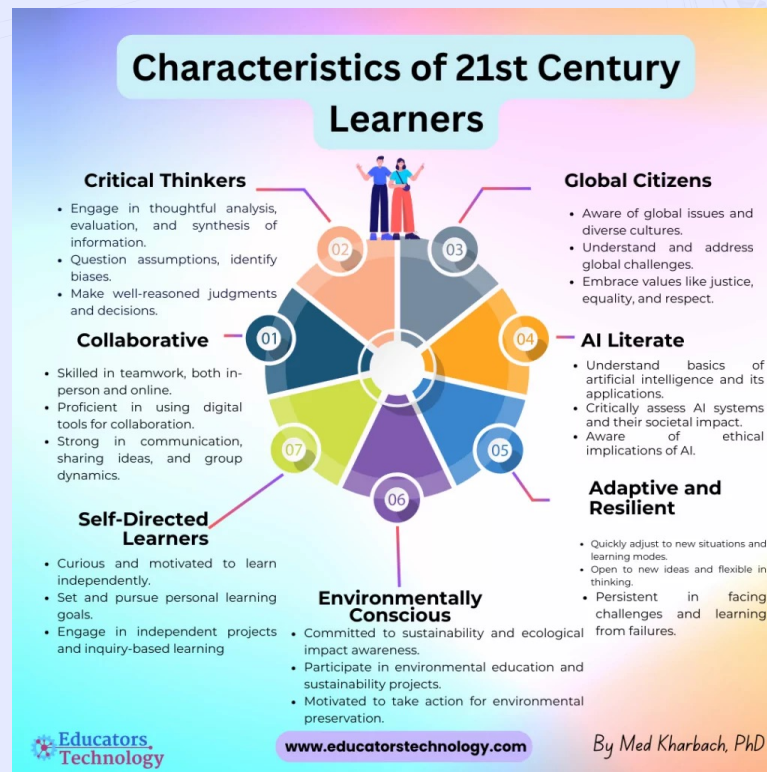 Characteristics of 21st Century
Learners
Critical Thinkers
• Engage in thoughtful analysis,
evaluation, and synthesis of
information.
• Question assumptions, identify
biases.
• Make well-reasoned judgments
and decisions.
02
Global Citizens
• Aware of global issues and
diverse cultures.
• Understand and address
global challenges.
• Embrace values like justice,
equality, and respect.
03
Collaborative
• Skilled in teamwork, both in-
person and online.
• Proficient in using digital
tools for collaboration.
• Strong in communication,
sharing ideas, and group
dynamics.
01
AI Literate
• Understand basics of
artificial intelligence and its
applications.
• Critically assess AI systems
and their societal impact.
• Aware of ethical
implications of AI.
04
Self-Directed
Learners
• Curious and motivated to learn
independently.
• Set and pursue personal learning
goals.
• Engage in independent projects
and inquiry-based learning
07
Adaptive and
Resilient
• Quickly adjust to new situations and
learning modes.
• Open to new ideas and flexible in
thinking.
• Persistent in facing
challenges and learning
from failures.
05
06
Environmentally
Conscious
• Committed to sustainability and ecological
impact awareness.
• Participate in environmental education and
sustainability projects.
• Motivated to take action for environmental
preservation.
Educators
Technology
www.educatorstechnology.com
By Med Kharbach, PhD